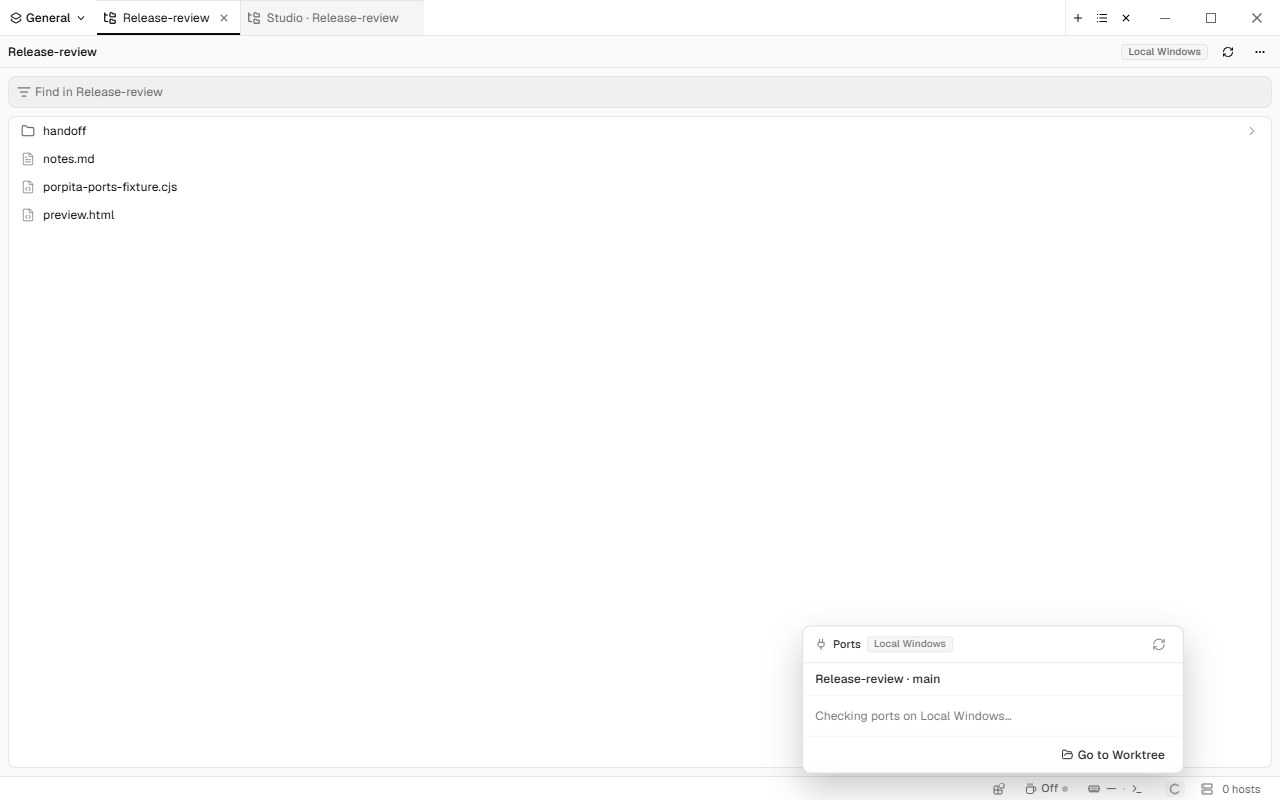 General
Release-review
Studio · Release-review
Release-review
Local Windows
Find in Release-review
handoff
notes.md
porpita-ports-fixture.cjs
preview.html
Ports
Local Windows
Release-review · main
Checking ports on Local Windows...
Go to Worktree
Off
0 hosts